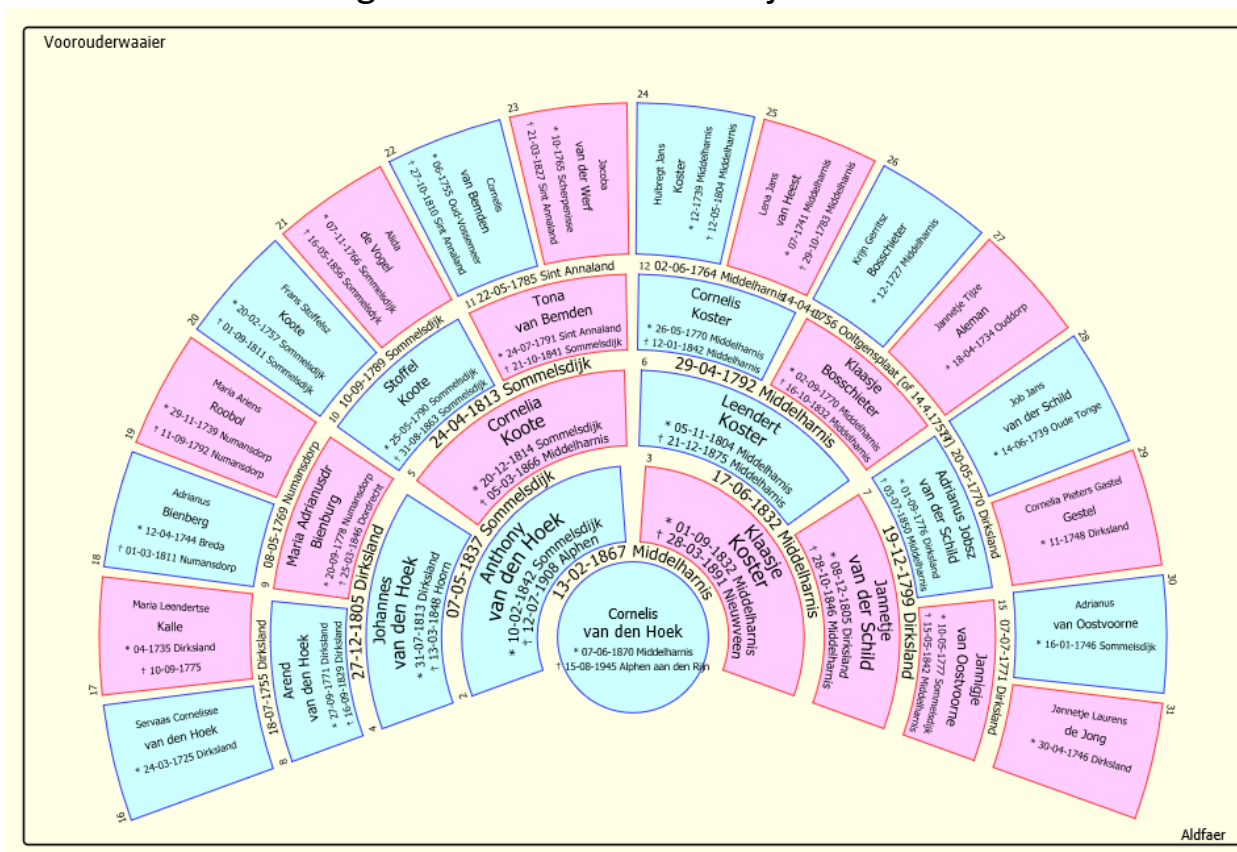 Voorouderwaaier
Cornelis
van den Hoek
* 07-06-1870 Middelharnis
† 15-08-1945 Alphen aan den Rijn
13-02-1867 Middelharnis
2
Anthony
van den Hoek
* 10-02-1842 Sommelsdijk
† 12-07-1908 Alphen
3
Klaasje
Koster
* 01-09-1832 Middelharnis
† 28-03-1891 Nieuwveen
07-05-1837 Sommelsdijk
17-06-1832 Middelharnis
4
Johannes
van den Hoek
* 31-07-1813 Dirksland
† 13-03-1848 Hoorn
5
Cornelia
Koote
* 20-12-1814 Sommelsdijk
† 05-03-1866 Middelharnis
6
Leendert
Koster
* 05-11-1804 Middelharnis
† 21-12-1875 Middelharnis
7
Jannetje
van der Schild
* 08-12-1805 Dirksland
† 28-10-1846 Middelharnis
27-12-1805 Dirksland
24-04-1813 Sommelsdijk
29-04-1792 Middelharnis
19-12-1799 Dirksland
8
Arend
van den Hoek
* 27-09-1771 Dirksland
† 16-09-1829 Dirksland
9
Maria Adrianusdr
Bienburg
* 20-09-1778 Numansdorp
† 25-03-1846 Dordrecht
10
Stoffel
Koote
* 25-05-1790 Sommelsdijk
† 31-08-1863 Sommelsdijk
11
Tona
van Bemden
* 24-07-1791 Sint Annaland
† 21-10-1841 Sommelsdijk
12
Cornelis
Koster
* 26-05-1770 Middelharnis
† 12-01-1842 Middelharnis
Klaasje
Bosschieter
* 02-09-1770 Middelharnis
† 16-10-1832 Middelharnis
Adrianus Jobsz
van der Schild
* 01-09-1776 Dirksland
† 03-07-1850 Middelharnis
15
Jannigje
van Oostvoorne
* 10-05-1777 Sommelsdijk
† 15-05-1842 Middelharnis
18-07-1755 Dirksland
08-05-1769 Numansdorp
10-09-1789 Sommelsdijk
22-05-1785 Sint Annaland
02-06-1764 Middelharnis
Ooltgensplaat [of 14.4.1757]
20-05-1770 Dirksland
07-07-1771 Dirksland
16
Servaas Cornelisse
van den Hoek
* 24-03-1725 Dirksland
17
Maria Leendertse
Kalle
* 04-1735 Dirksland
† 10-09-1775
18
Adrianus
Bienberg
* 12-04-1744 Breda
† 01-03-1811 Numansdorp
19
Maria Ariens
Roobol
* 29-11-1739 Numansdorp
† 11-09-1792 Numansdorp
20
Frans Stoffelsz
Koote
* 20-02-1757 Sommelsdijk
† 01-09-1811 Sommelsdijk
21
Alida
de Vogel
* 07-11-1766 Sommelsdijk
† 16-05-1856 Sommelsdyk
22
Cornelis
van Bemden
* 06-1755 Oud-Vossemeer
† 27-10-1810 Sint Annaland
23
Jacoba
van der Werf
* 10-1765 Scherpenisse
† 21-03-1827 Sint Annaland
24
Huibregt Jans
Koster
* 12-1739 Middelharnis
† 12-05-1804 Middelharnis
25
Lena Jans
van Heest
* 07-1741 Middelharnis
† 29-10-1783 Middelharnis
26
Krijn Gerritsz
Bosschieter
* 12-1727 Middelharnis
27
Jannetje Tijze
Aleman
* 18-04-1734 Ouddorp
28
Job Jans
van der Schild
* 14-06-1739 Oude Tonge
29
Cornelia Pieters Gastel
Gestel
* 11-1748 Dirksland
30
Adrianus
van Oostvoorne
* 16-01-1746 Sommelsdijk
31
Jannetje Laurens
de Jong
* 30-04-1746 Dirksland
Aldfaer